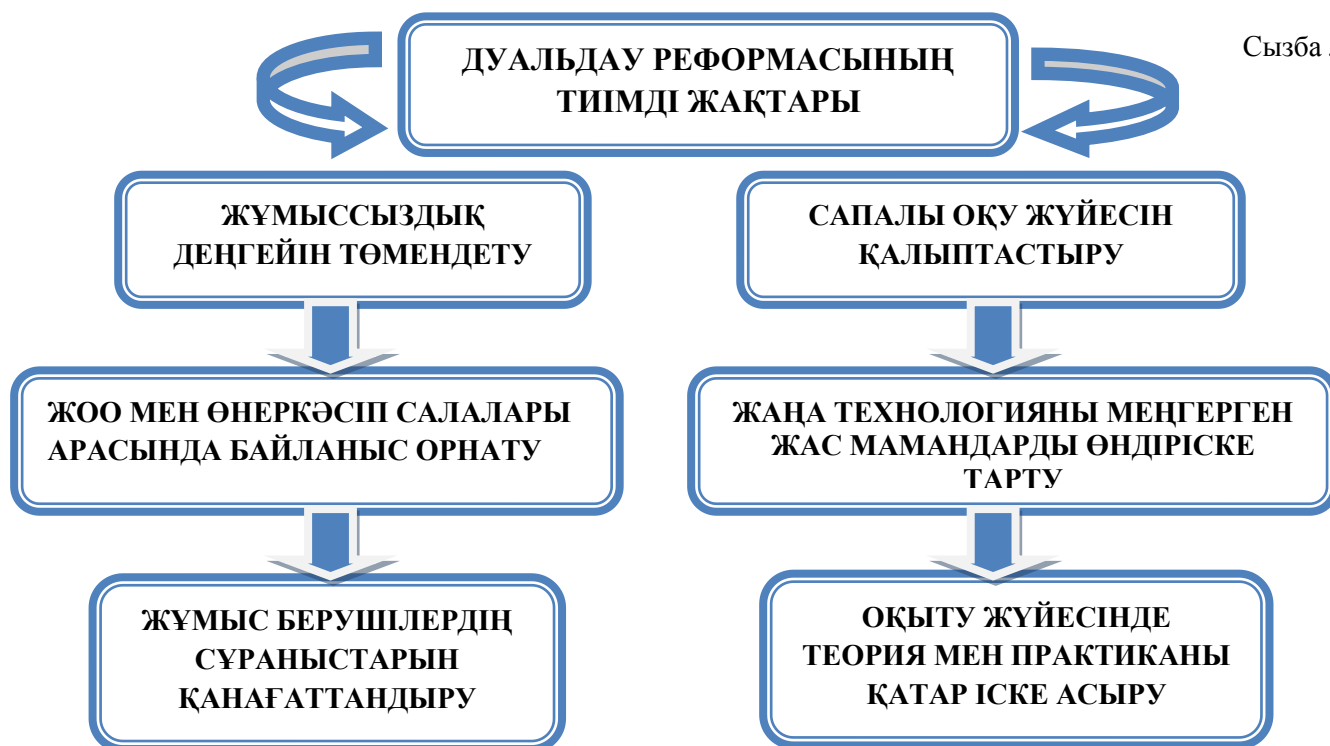 Сызба
ДУАЛЬДАУ РЕФОРМАСЫНЫҢ
ТИІМДІ ЖАҚТАРЫ
ЖҰМЫССЫЗДЫҚ
ДЕҢГЕЙІН ТӨМЕНДЕТУ
САПАЛЫ ОҚУ ЖҮЙЕСІН
ҚАЛЫПТАСТЫРУ
ЖОО МЕН ӨНЕРКӘСІП САЛАЛАРЫ
АРАСЫНДА БАЙЛАНЫС ОРНАТУ
ЖАҢА ТЕХНОЛОГИЯНЫ МЕҢГЕРГЕН
ЖАС МАМАНДАРДЫ ӨНДІРІСКЕ
ТАРТУ
ЖҰМЫС БЕРУШІЛЕРДІҢ
СҰРАНЫСТАРЫН
ҚАНАҒАТТАНДЫРУ
ОҚЫТУ ЖҮЙЕСІНДЕ
ТЕОРИЯ МЕН ПРАКТИКАНЫ
ҚАТАР ІСКЕ АСЫРУ